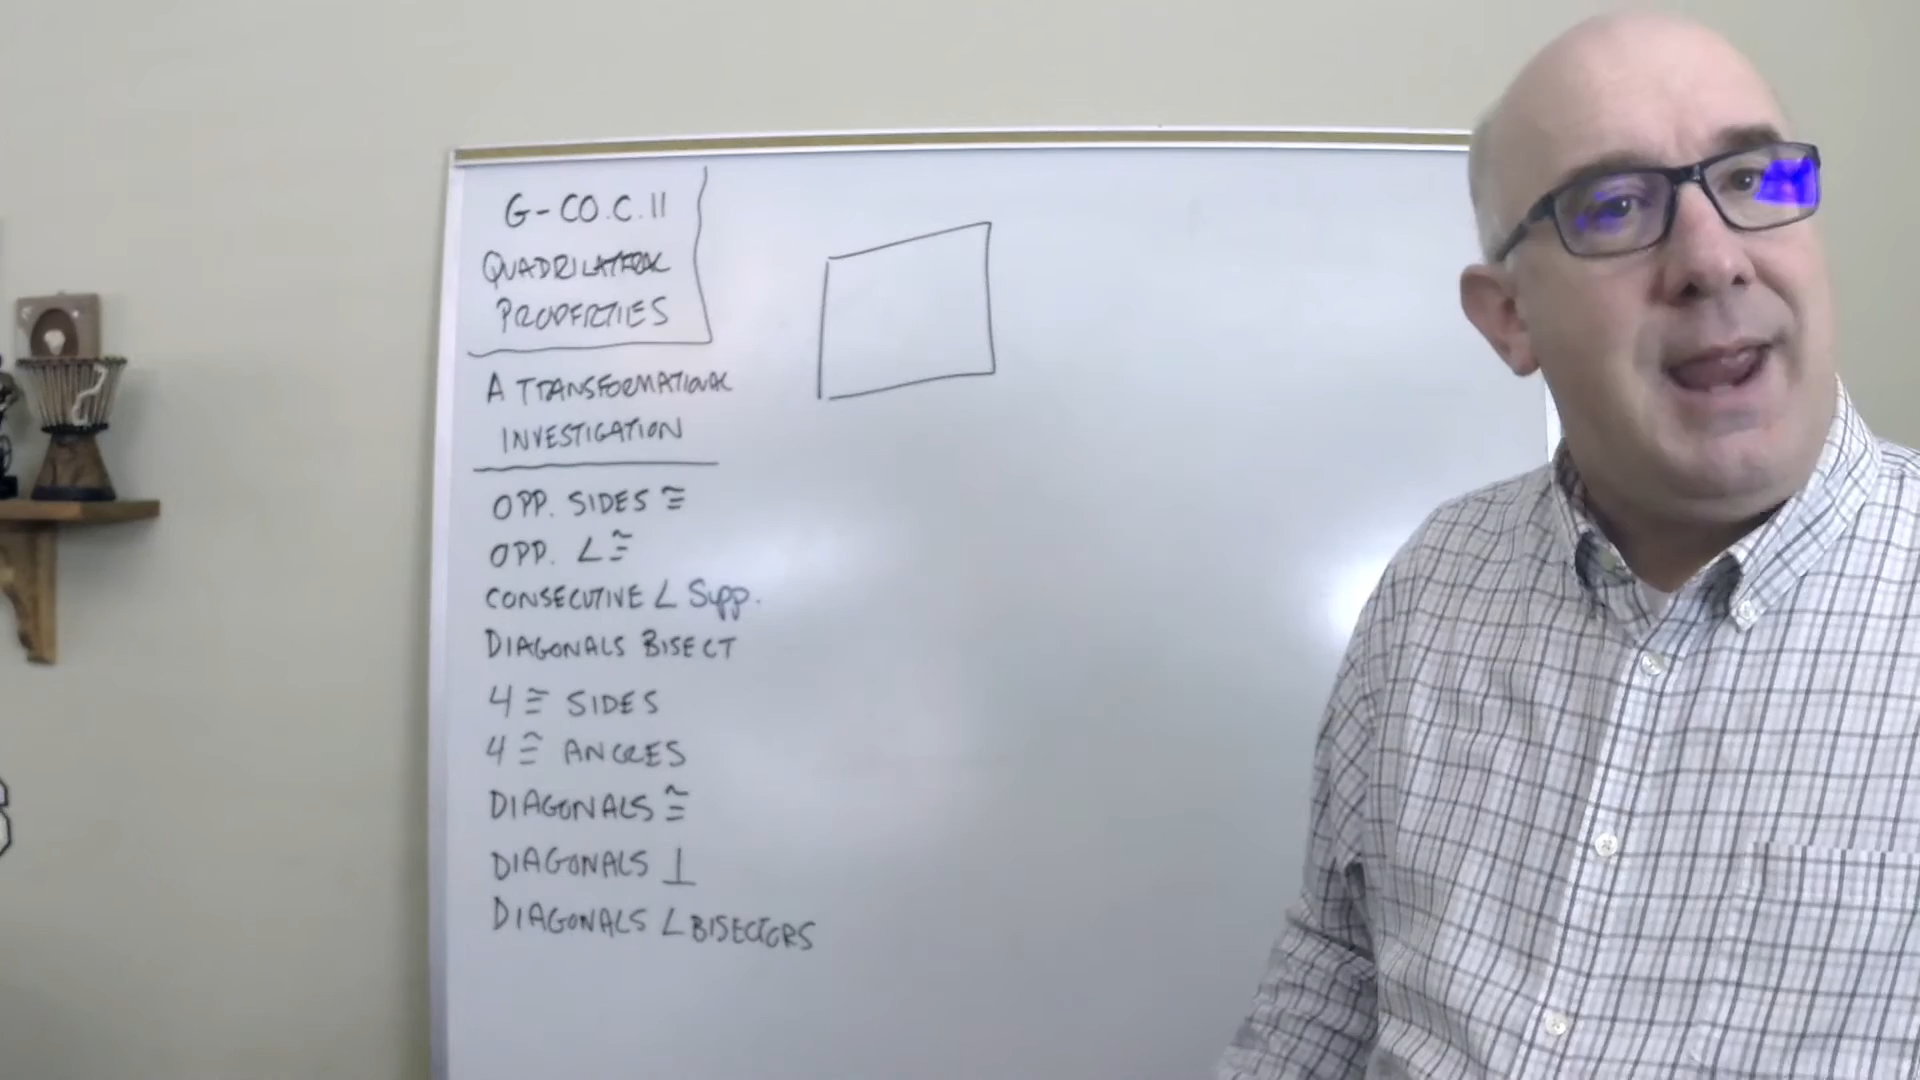 G-CO.C.11
QUADRILATERAL
PROPERTIES
A TRANSFORMATIONAL
INVESTIGATION
OPP. SIDES ≅
OPP. ∠ ≅
CONSECUTIVE ∠ Supp.
DIAGONALS BISECT
4 ≅ SIDES
4 ≅ ANGLES
DIAGONALS ≅
DIAGONALS ⊥
DIAGONALS ∠ BISECTORS